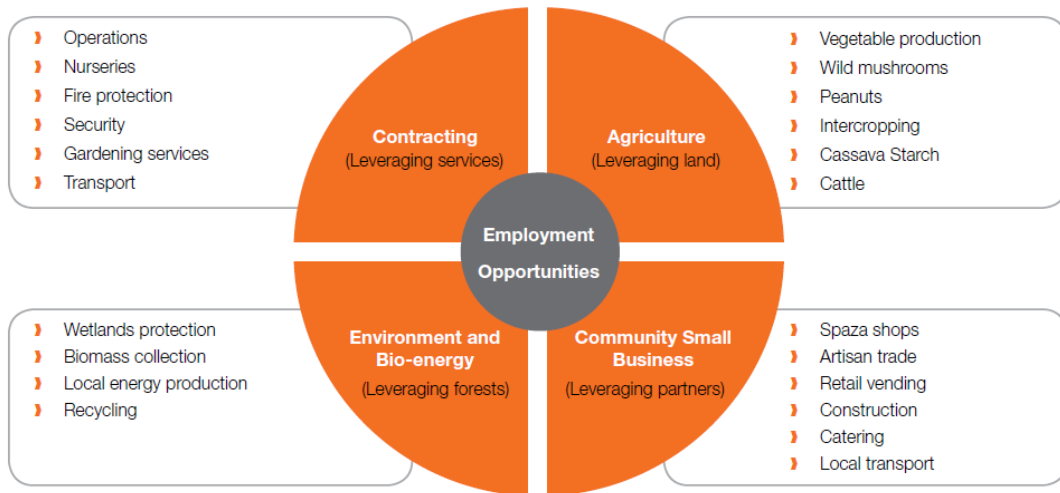 Operations
Nurseries
Fire protection
Security
Gardening services
Transport
Contracting
(Leveraging services)
Agriculture
(Leveraging land)
Vegetable production
Wild mushrooms
Peanuts
Intercropping
Cassava Starch
Cattle
Employment
Opportunities
Wetlands protection
Biomass collection
Local energy production
Recycling
Environment and
Bio-energy
(Leveraging forests)
Community Small
Business
(Leveraging partners)
Spaza shops
Artisan trade
Retail vending
Construction
Catering
Local transport